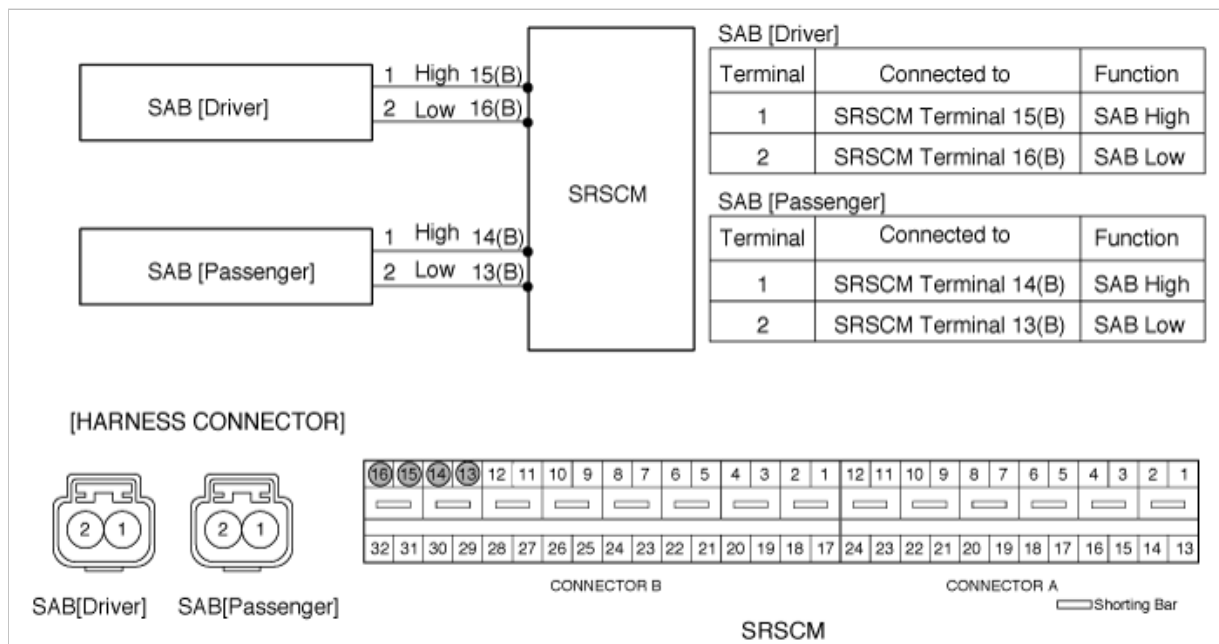 SAB [Driver]
1 High 15(B)
2 Low 16(B)
SAB [Passenger]
1 High 14(B)
2 Low 13(B)
SRSCM
SAB [Driver]
Terminal Connected to Function
1 SRSCM Terminal 15(B) SAB High
2 SRSCM Terminal 16(B) SAB Low
SAB [Passenger]
Terminal Connected to Function
1 SRSCM Terminal 14(B) SAB High
2 SRSCM Terminal 13(B) SAB Low
[HARNESS CONNECTOR]
2 1
SAB[Driver]
2 1
SAB[Passenger]
16 15 14 13 12 11 10 9 8 7 6 5 4 3 2 1 12 11 10 9 8 7 6 5 4 3 2 1
32 31 30 29 28 27 26 25 24 23 22 21 20 19 18 17 24 23 22 21 20 19 18 17 16 15 14 13
CONNECTOR B CONNECTOR A
Shorting Bar
SRSCM